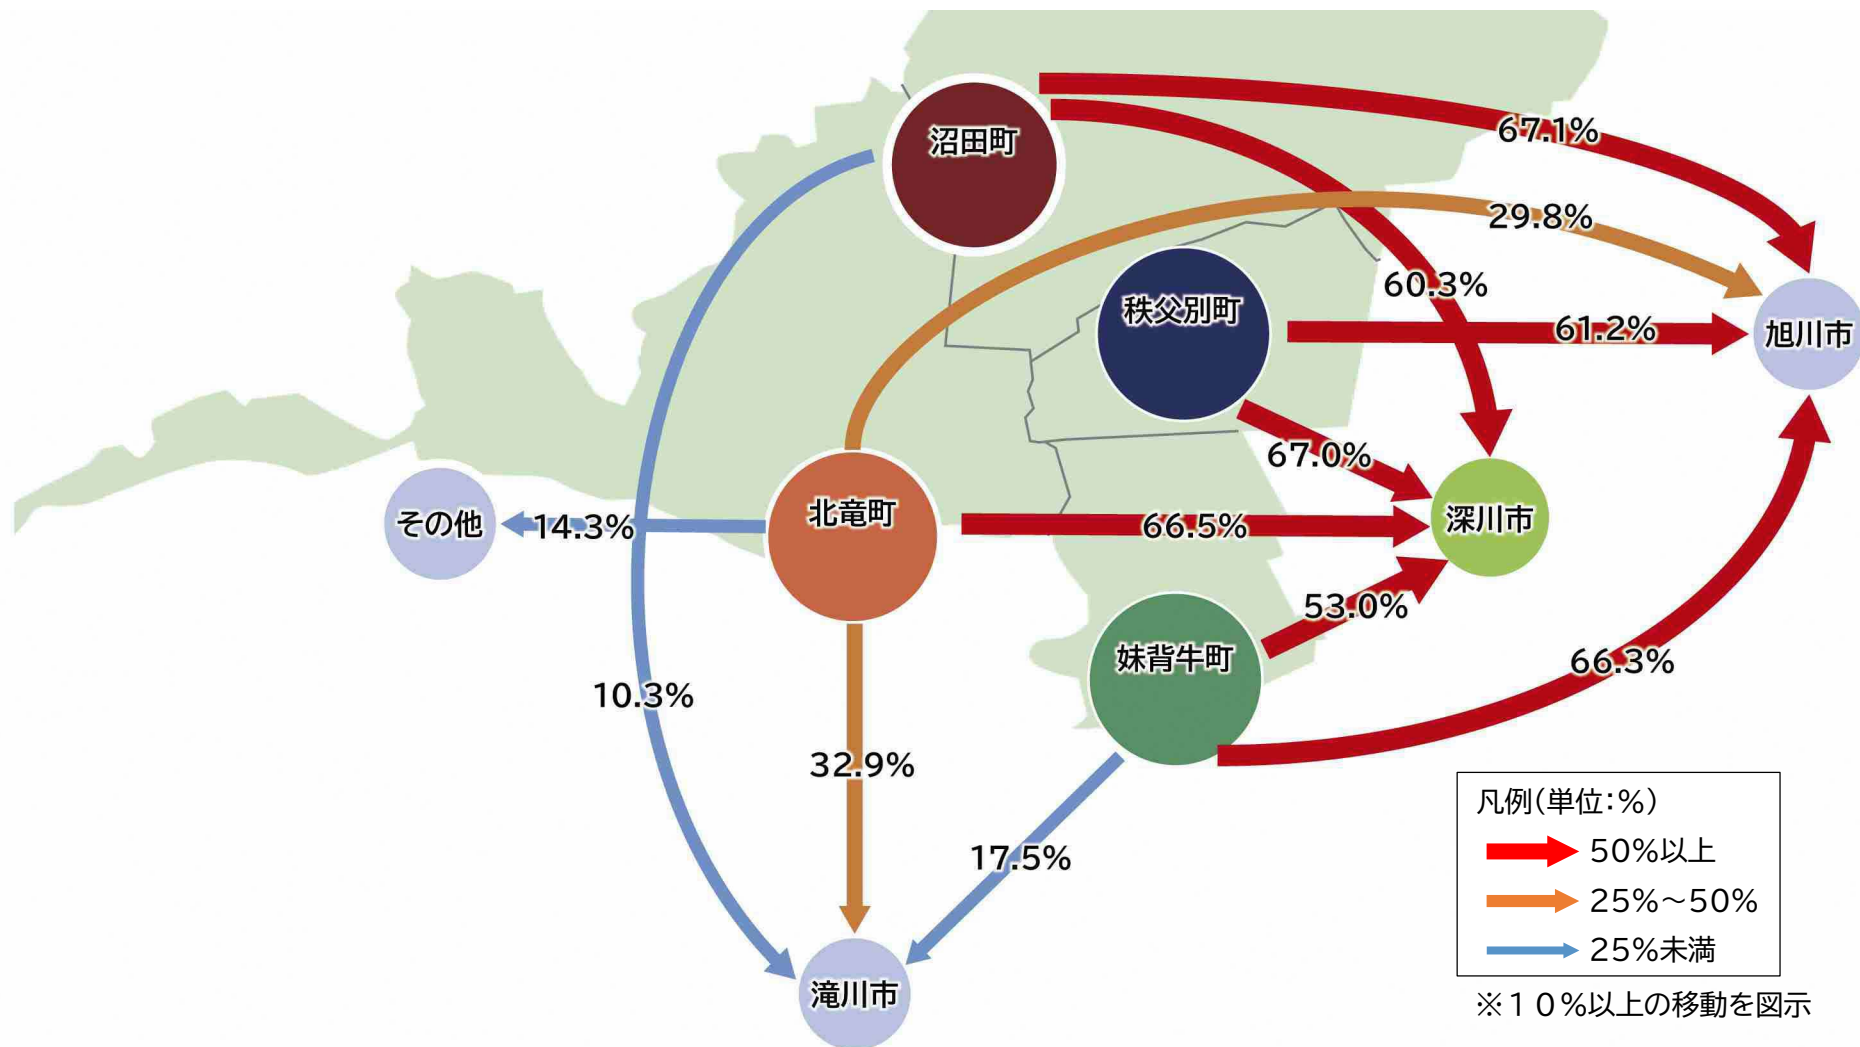 沼田町
67.1%
29.8%
60.3%
秩父別町
61.2%
旭川市
67.0%
その他
14.3%
北竜町
66.5%
深川市
53.0%
妹背牛町
66.3%
10.3%
32.9%
17.5%
滝川市
凡例(単位:%)
50%以上
25%～50%
25%未満
※１０%以上の移動を図示